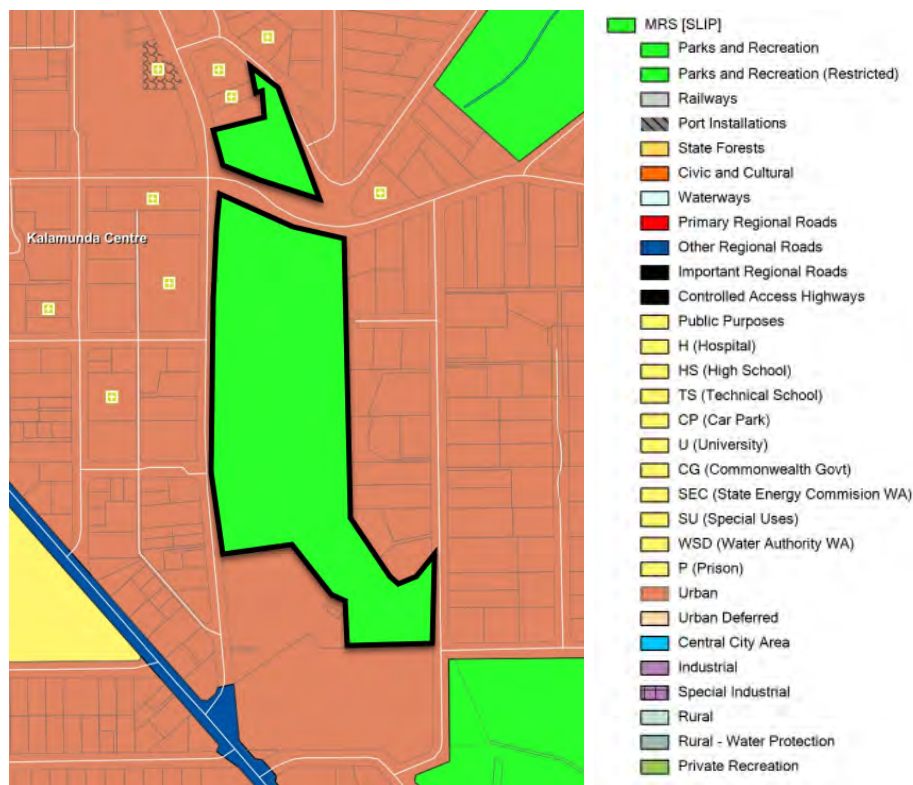 Kalamunda Centre
MRS [SLIP]
Parks and Recreation
Parks and Recreation (Restricted)
Railways
Port Installations
State Forests
Civic and Cultural
Waterways
Primary Regional Roads
Other Regional Roads
Important Regional Roads
Controlled Access Highways
Public Purposes
H (Hospital)
HS (High School)
TS (Technical School)
CP (Car Park)
U (University)
CG (Commonwealth Govt)
SEC (State Energy Commision WA)
SU (Special Uses)
WSD (Water Authority WA)
P (Prison)
Urban
Urban Deferred
Central City Area
Industrial
Special Industrial
Rural
Rural - Water Protection
Private Recreation